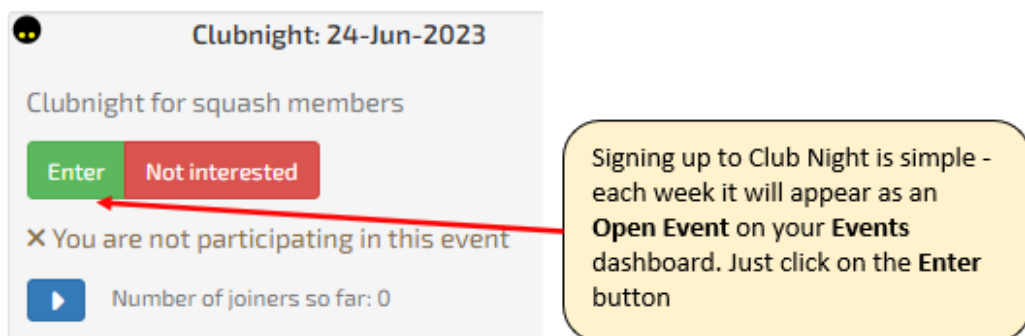 Clubnight: 24-Jun-2023
Clubnight for squash members
Enter Not interested
× You are not participating in this event
Number of joiners so far: 0
Signing up to Club Night is simple -
each week it will appear as an
Open Event on your Events
dashboard. Just click on the Enter
button